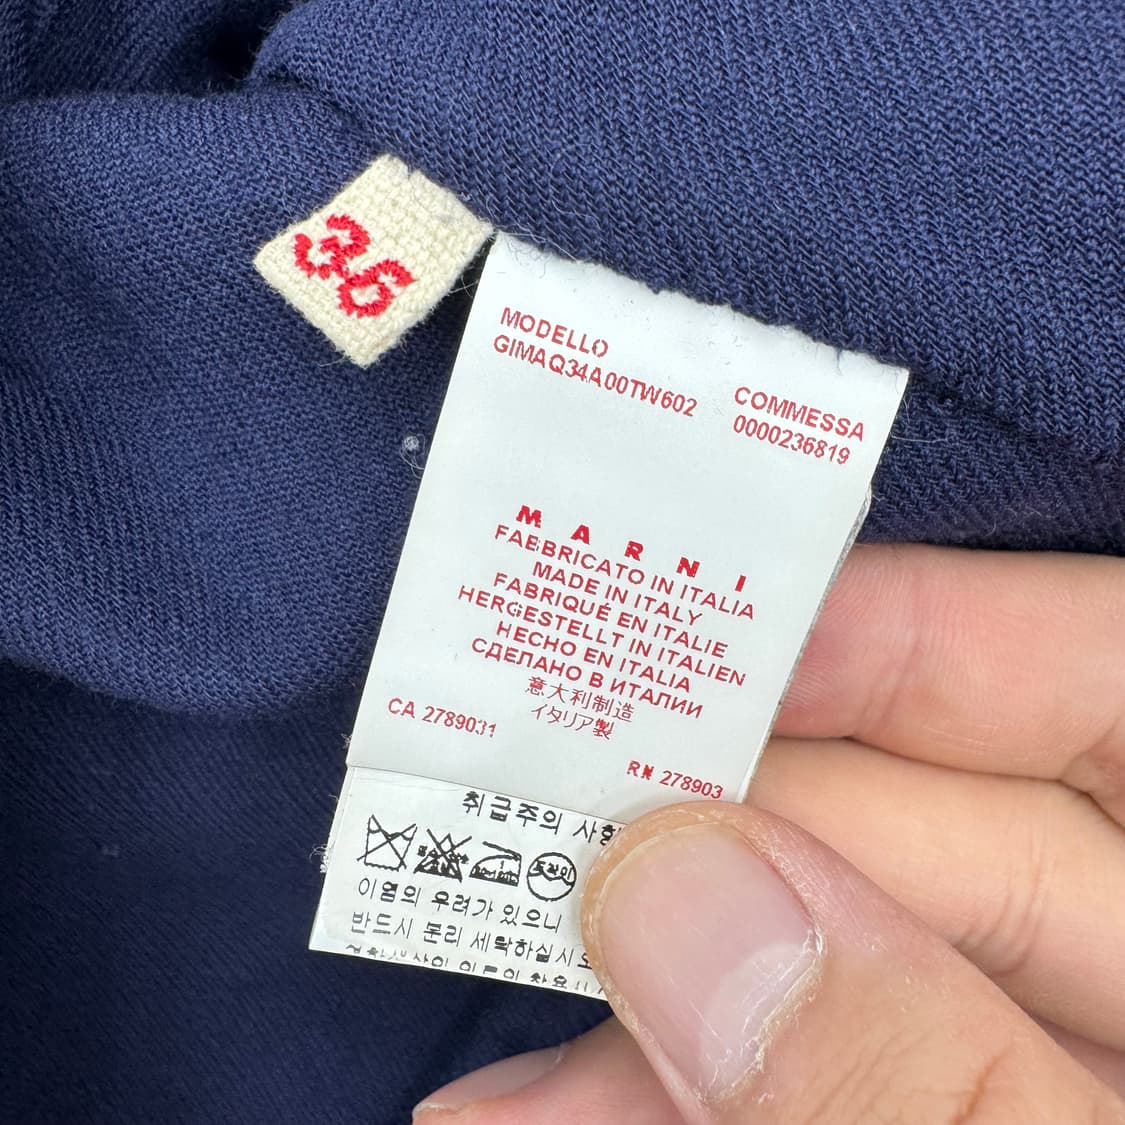 36
MODELLO
GIMAQ34A00TW602
COMMESSA
0000236819
MARNI
FABBRICATO IN ITALIA
MADE IN ITALY
FABRIQUÉ EN ITALIE
HERGESTELLT IN ITALIEN
HECHO EN ITALIA
СДЕЛАНО В ИТАЛИИ
意大利制造
イタリア製
CA 2789031
RN 278903
취급주의 사항
드라이
이염의 우려가 있으니
반드시 분리 세탁하십시오